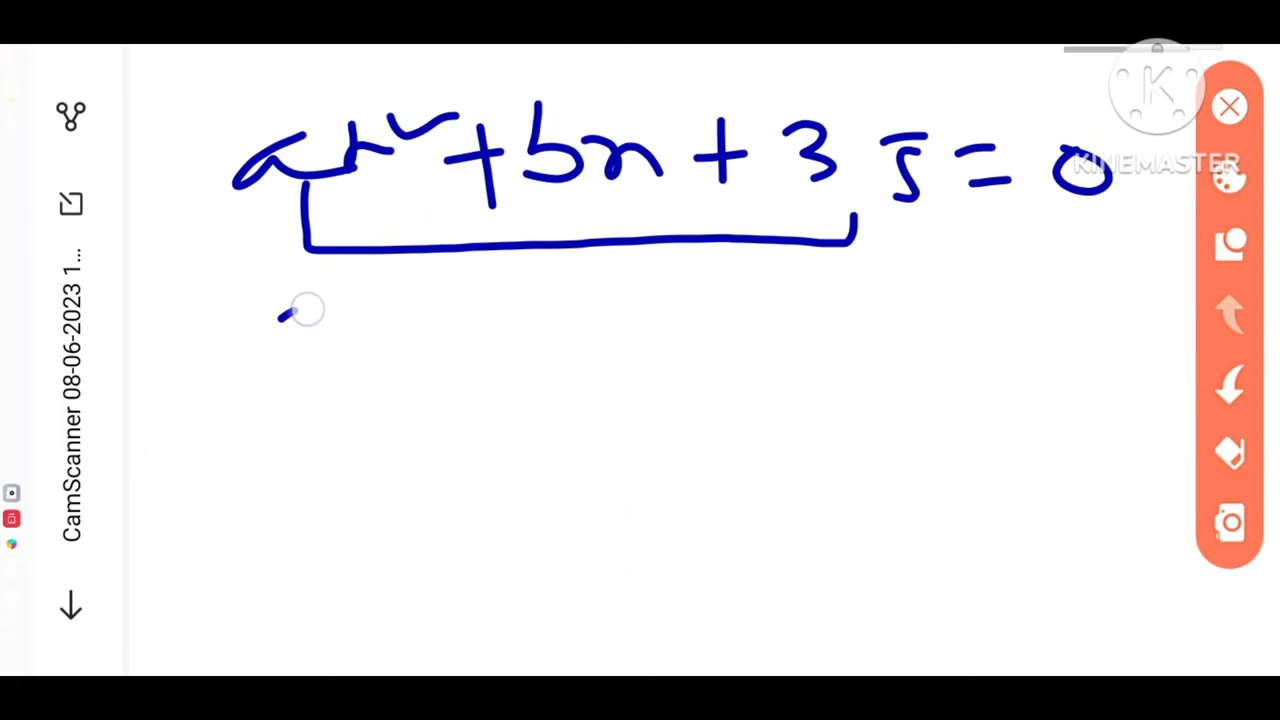 KINEMASTER
ax² + bx + 35 = 0
CamScanner 08-06-2023 1...